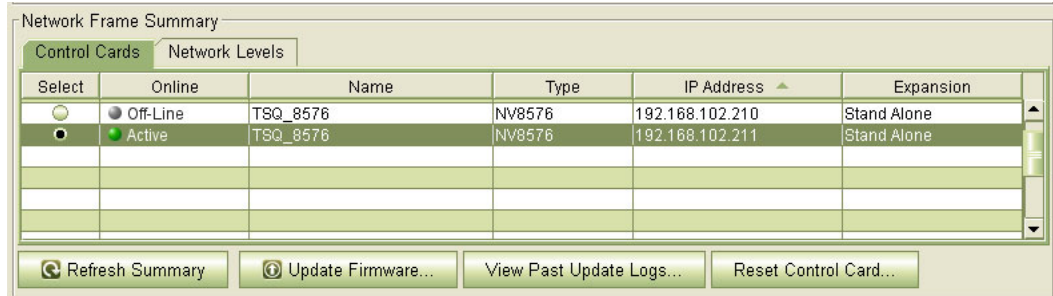 Network Frame Summary
Control Cards Network Levels
Select Online Name Type IP Address Expansion
Off-Line TSQ_8576 NV8576 192.168.102.210 Stand Alone
Active TSQ_8576 NV8576 192.168.102.211 Stand Alone
Refresh Summary Update Firmware... View Past Update Logs... Reset Control Card...